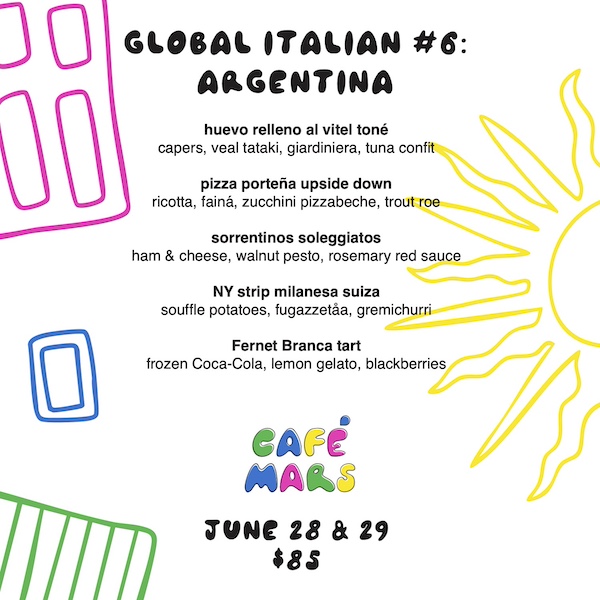 GLOBAL ITALIAN #6:
ARGENTINA
huevo relleno al vitel toné
capers, veal tataki, giardiniera, tuna confit
pizza porteña upside down
ricotta, fainá, zucchini pizzabeche, trout roe
sorrentinos soleggiatos
ham & cheese, walnut pesto, rosemary red sauce
NY strip milanesa suiza
souffle potatoes, fugazzetåa, gremichurri
Fernet Branca tart
frozen Coca-Cola, lemon gelato, blackberries
CAFÉ
MARS
JUNE 28 & 29
$85